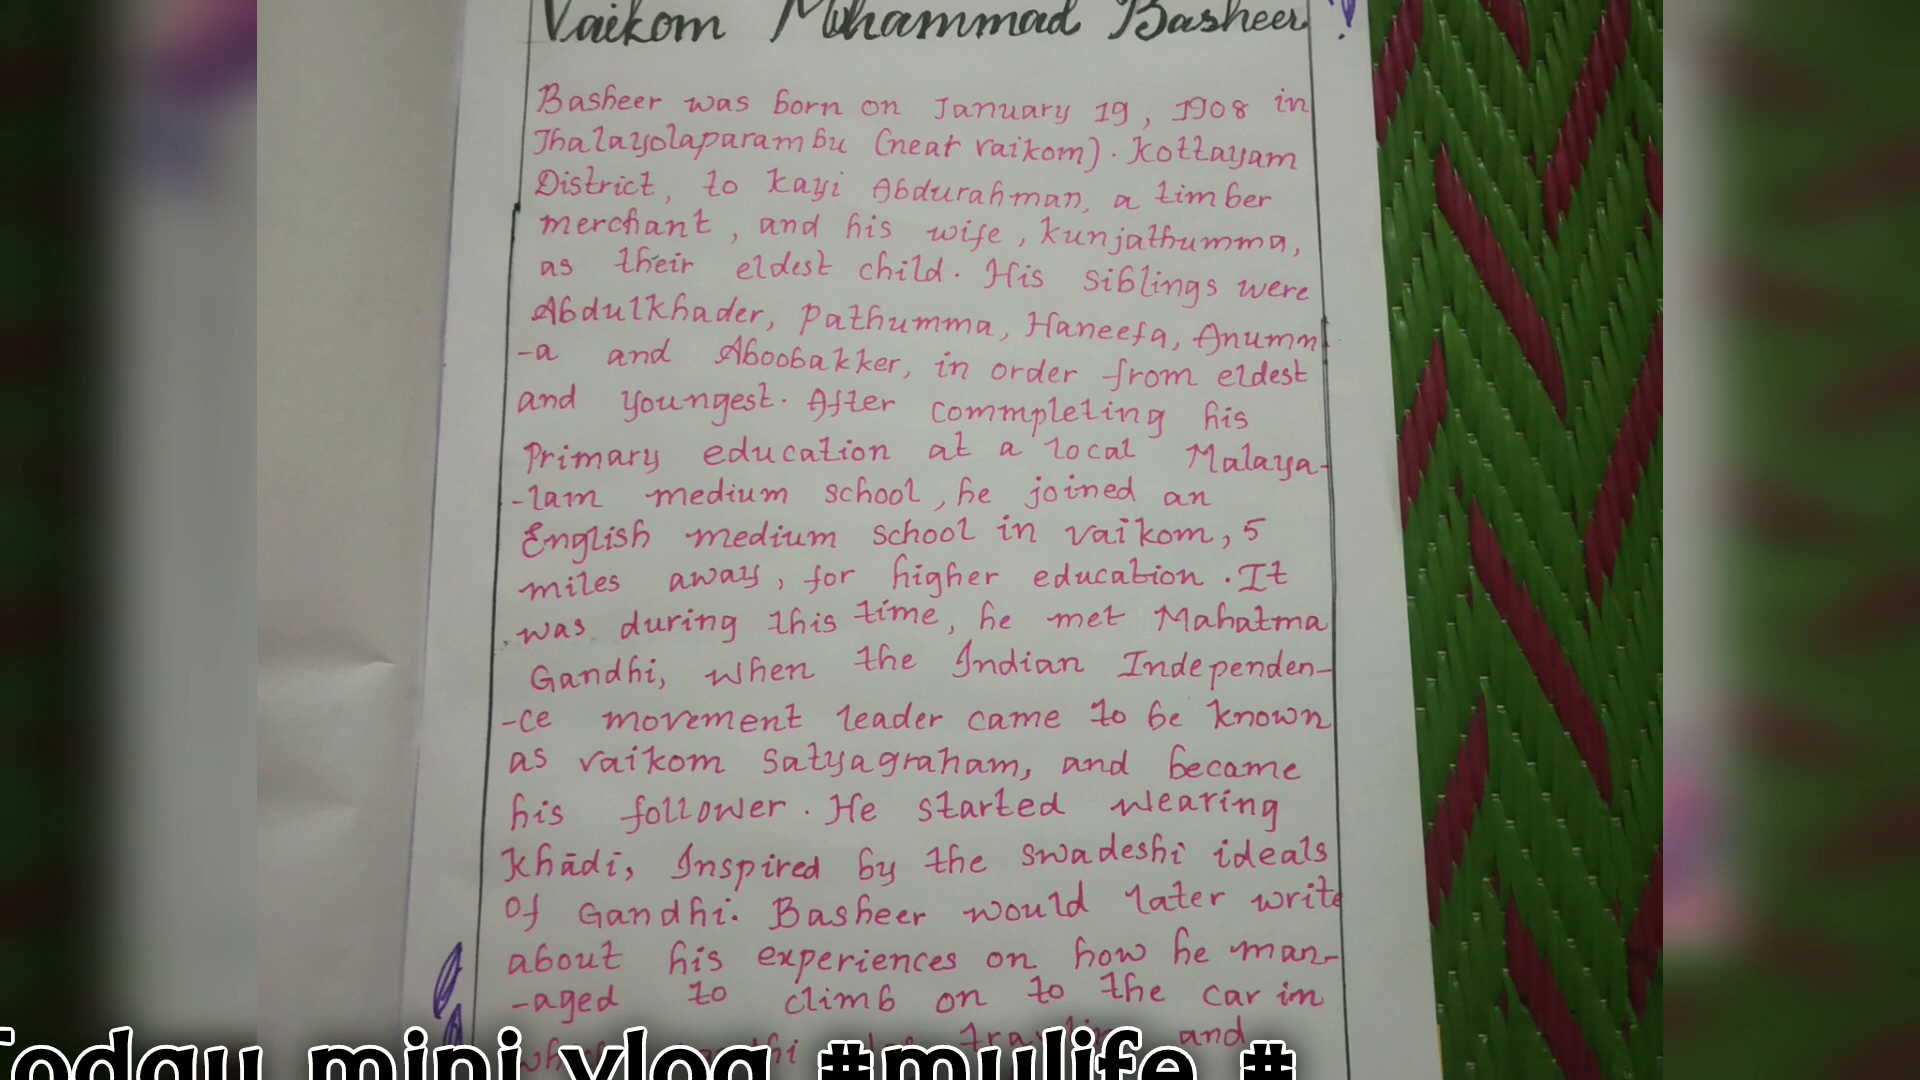 Vaikom Muhammad Basheer
Basheer was born on January 19, 1908 in
Thalayolaparambu (near vaikom). Kottayam
District, to Kayi Abdurahman, a timber
merchant, and his wife, Kunjathumma,
as their eldest child. His siblings were
Abdulkhader, Pathumma, Haneefa, Anumm
-a and Aboobakker, in order from eldest
and youngest. After commpleting his
Primary education at a local Malaya-
-lam medium school, he joined an
English medium school in vaikom, 5
miles away, for higher education. It
was during this time, he met Mahatma
Gandhi, when the Indian Independen-
-ce movement leader came to be known
as vaikom Satyagraham, and became
his follower. He started wearing
Khādi, Inspired by the swadeshi ideals
Of Gandhi. Basheer would later write
about his experiences on how he man-
-aged to climb on to the car in
and
Today mini vlog #mylife #